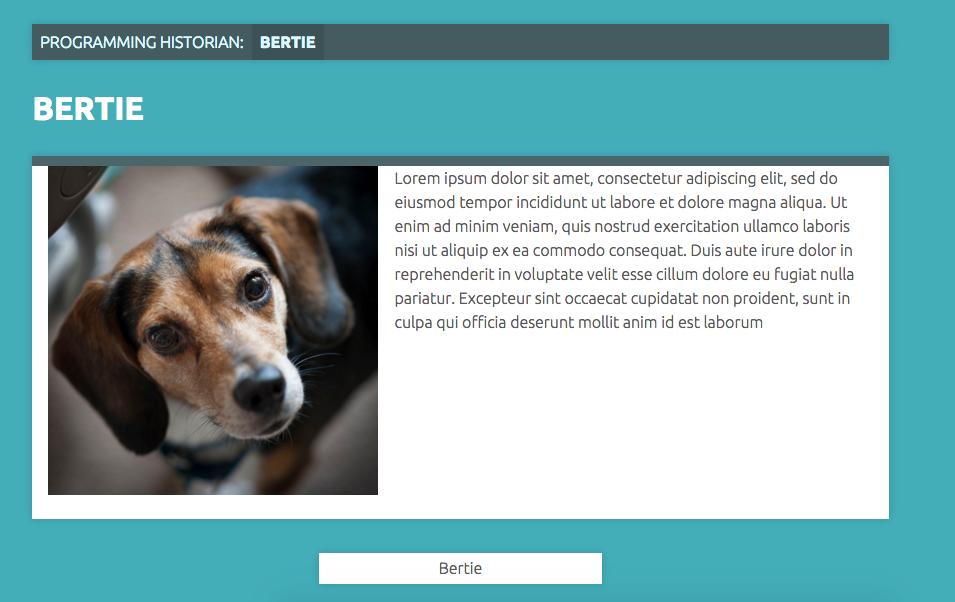 PROGRAMMING HISTORIAN: BERTIE
BERTIE
Lorem ipsum dolor sit amet, consectetur adipiscing elit, sed do
eiusmod tempor incididunt ut labore et dolore magna aliqua. Ut
enim ad minim veniam, quis nostrud exercitation ullamco laboris
nisi ut aliquip ex ea commodo consequat. Duis aute irure dolor in
reprehenderit in voluptate velit esse cillum dolore eu fugiat nulla
pariatur. Excepteur sint occaecat cupidatat non proident, sunt in
culpa qui officia deserunt mollit anim id est laborum
Bertie